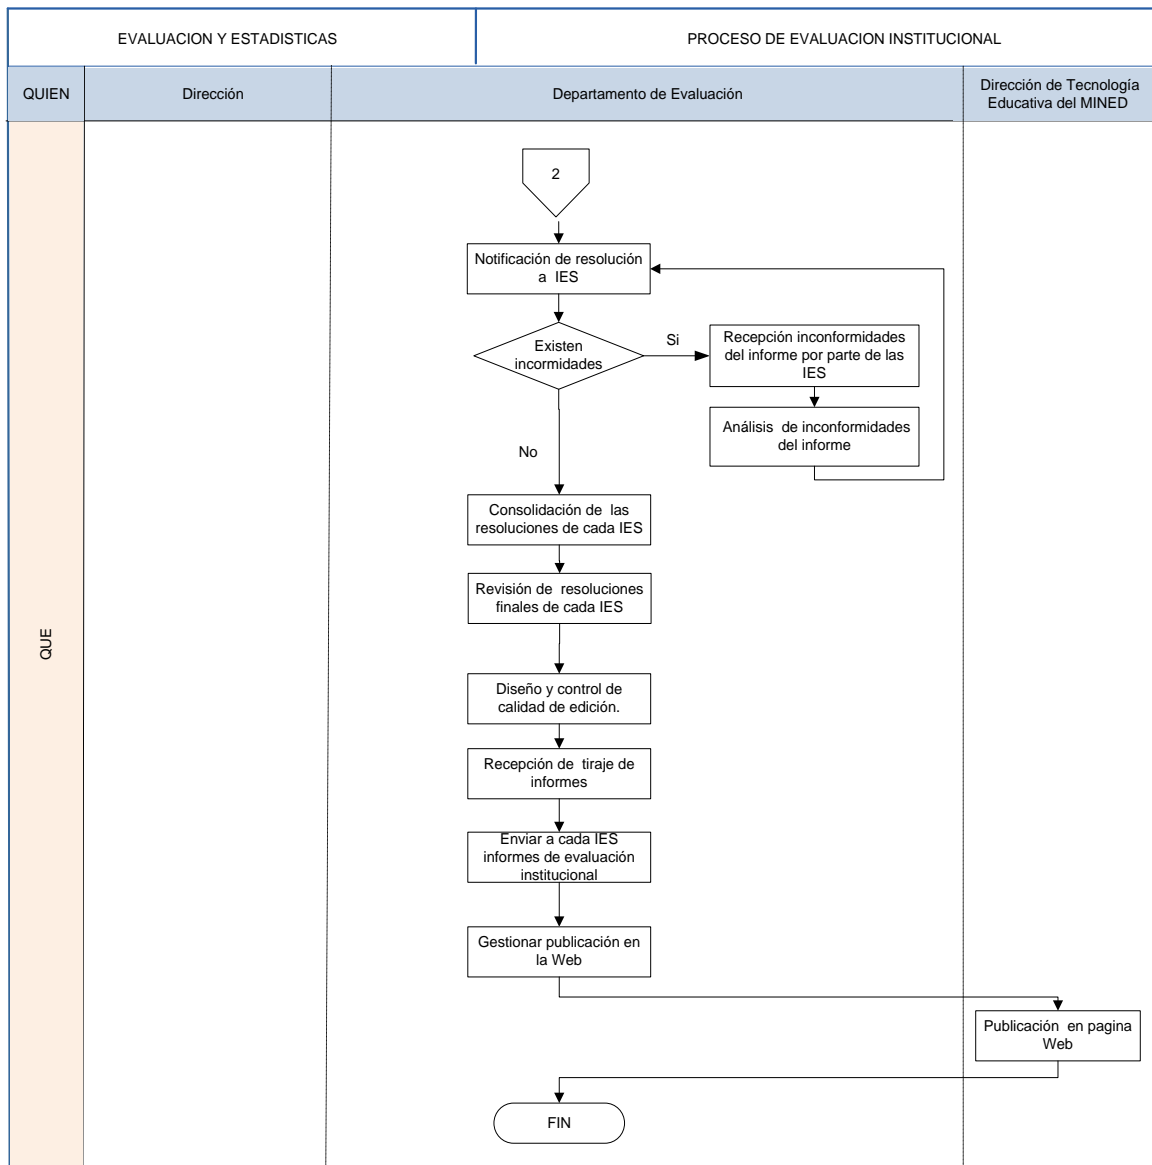 EVALUACION Y ESTADISTICAS
PROCESO DE EVALUACION INSTITUCIONAL
QUIEN
Dirección
Departamento de Evaluación
Dirección de Tecnología
Educativa del MINED
QUE
2
Notificación de resolución
a IES
Existen
incormidades
Si
Recepción inconformidades
del informe por parte de las
IES
Análisis de inconformidades
del informe
No
Consolidación de las
resoluciones de cada IES
Revisión de resoluciones
finales de cada IES
Diseño y control de
calidad de edición.
Recepción de tiraje de
informes
Enviar a cada IES
informes de evaluación
institucional
Gestionar publicación en
la Web
Publicación en pagina
Web
FIN